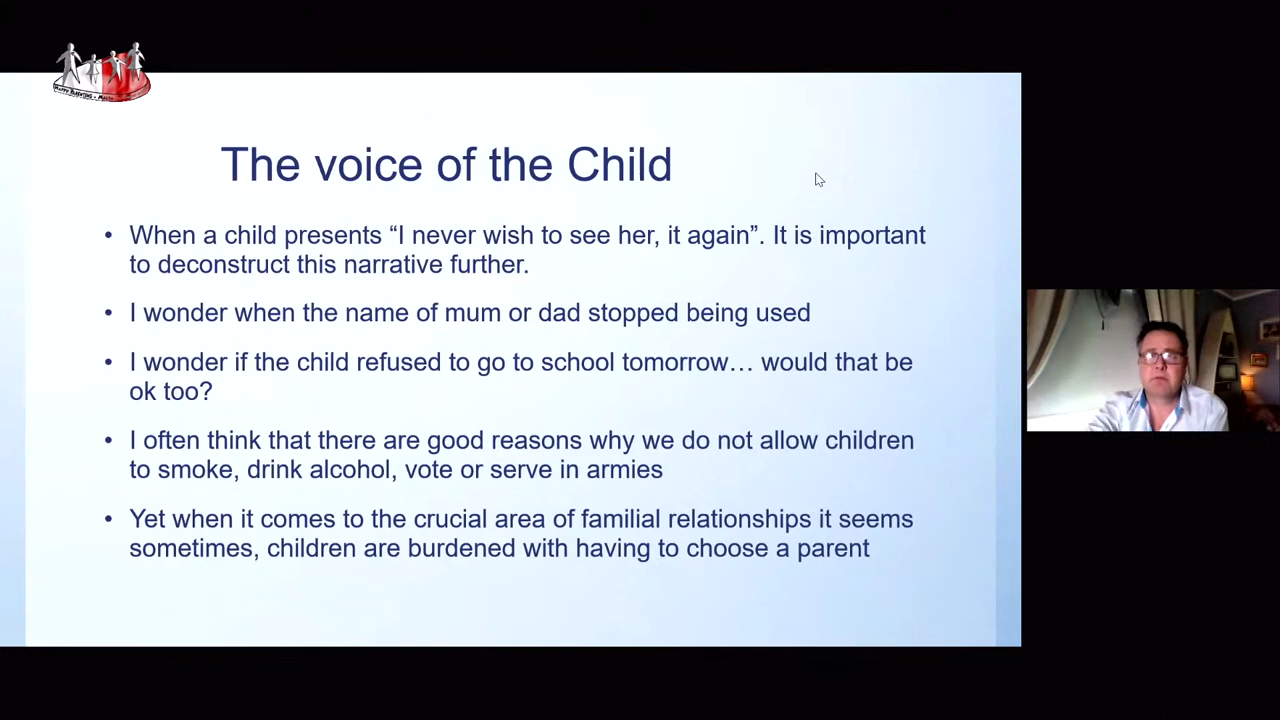 HAPPY PARENTING - MALTA
The voice of the Child
• When a child presents “I never wish to see her, it again”. It is important
to deconstruct this narrative further.
• I wonder when the name of mum or dad stopped being used
• I wonder if the child refused to go to school tomorrow… would that be
ok too?
• I often think that there are good reasons why we do not allow children
to smoke, drink alcohol, vote or serve in armies
• Yet when it comes to the crucial area of familial relationships it seems
sometimes, children are burdened with having to choose a parent